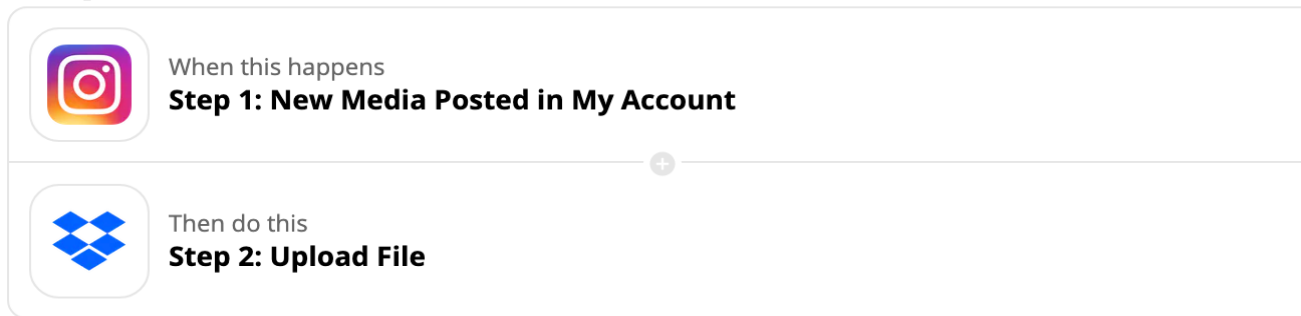 When this happens
Step 1: New Media Posted in My Account
Then do this
Step 2: Upload File